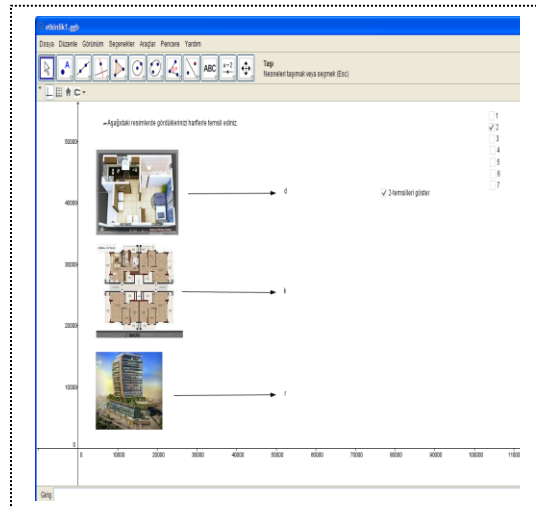 etkinlik1.ggb
Dosya Düzenle Görünüm Seçenekler Araçlar Pencere Yardım
A
ABC
a=2
Taşı
Nesneleri taşımak veya seçmek (Esc)
Aşağıdaki resimlerde gördüklerinizi harflerle temsil ediniz.
1
2
3
4
5
6
7
2-temsilleri göster
d
k
r
50000
40000
30000
20000
10000
0
0 10000 20000 30000 40000 50000 60000 70000 80000 90000 100000 11000
Giriş